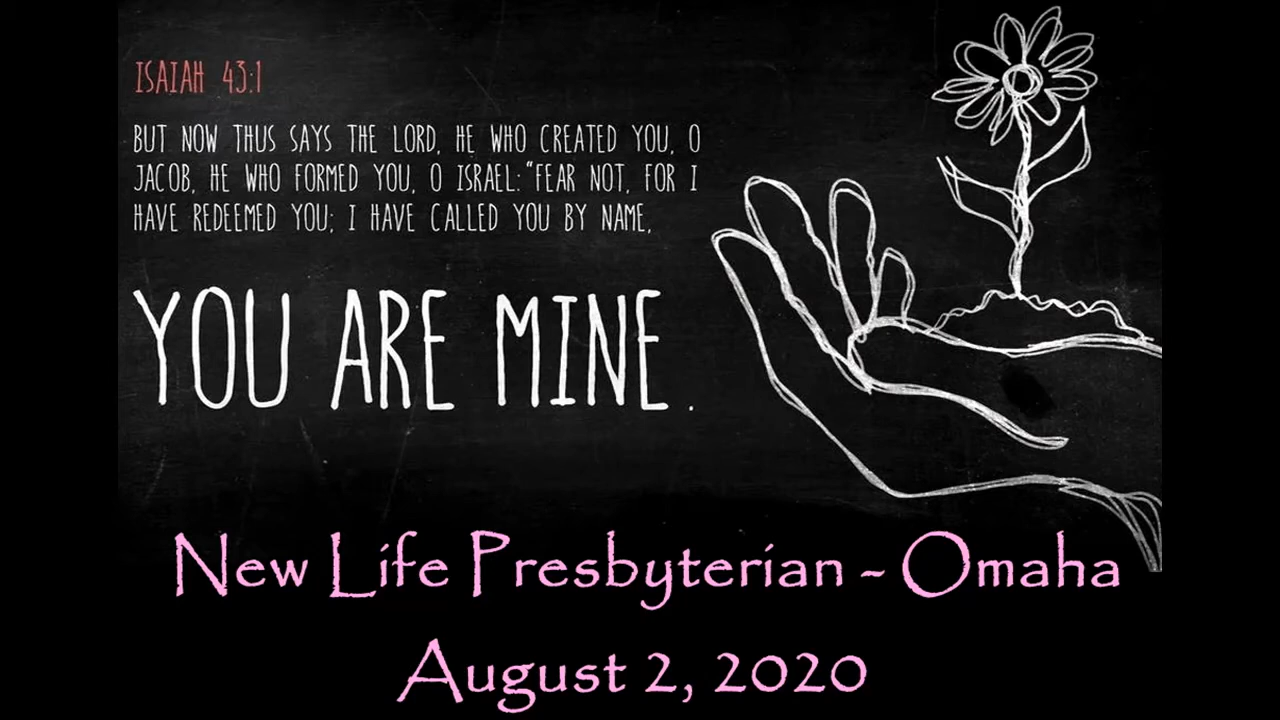 ISAIAH 43:1
BUT NOW THUS SAYS THE LORD, HE WHO CREATED YOU, O
JACOB, HE WHO FORMED YOU, O ISRAEL: "FEAR NOT, FOR I
HAVE REDEEMED YOU; I HAVE CALLED YOU BY NAME,
YOU ARE MINE.
New Life Presbyterian - Omaha
August 2, 2020